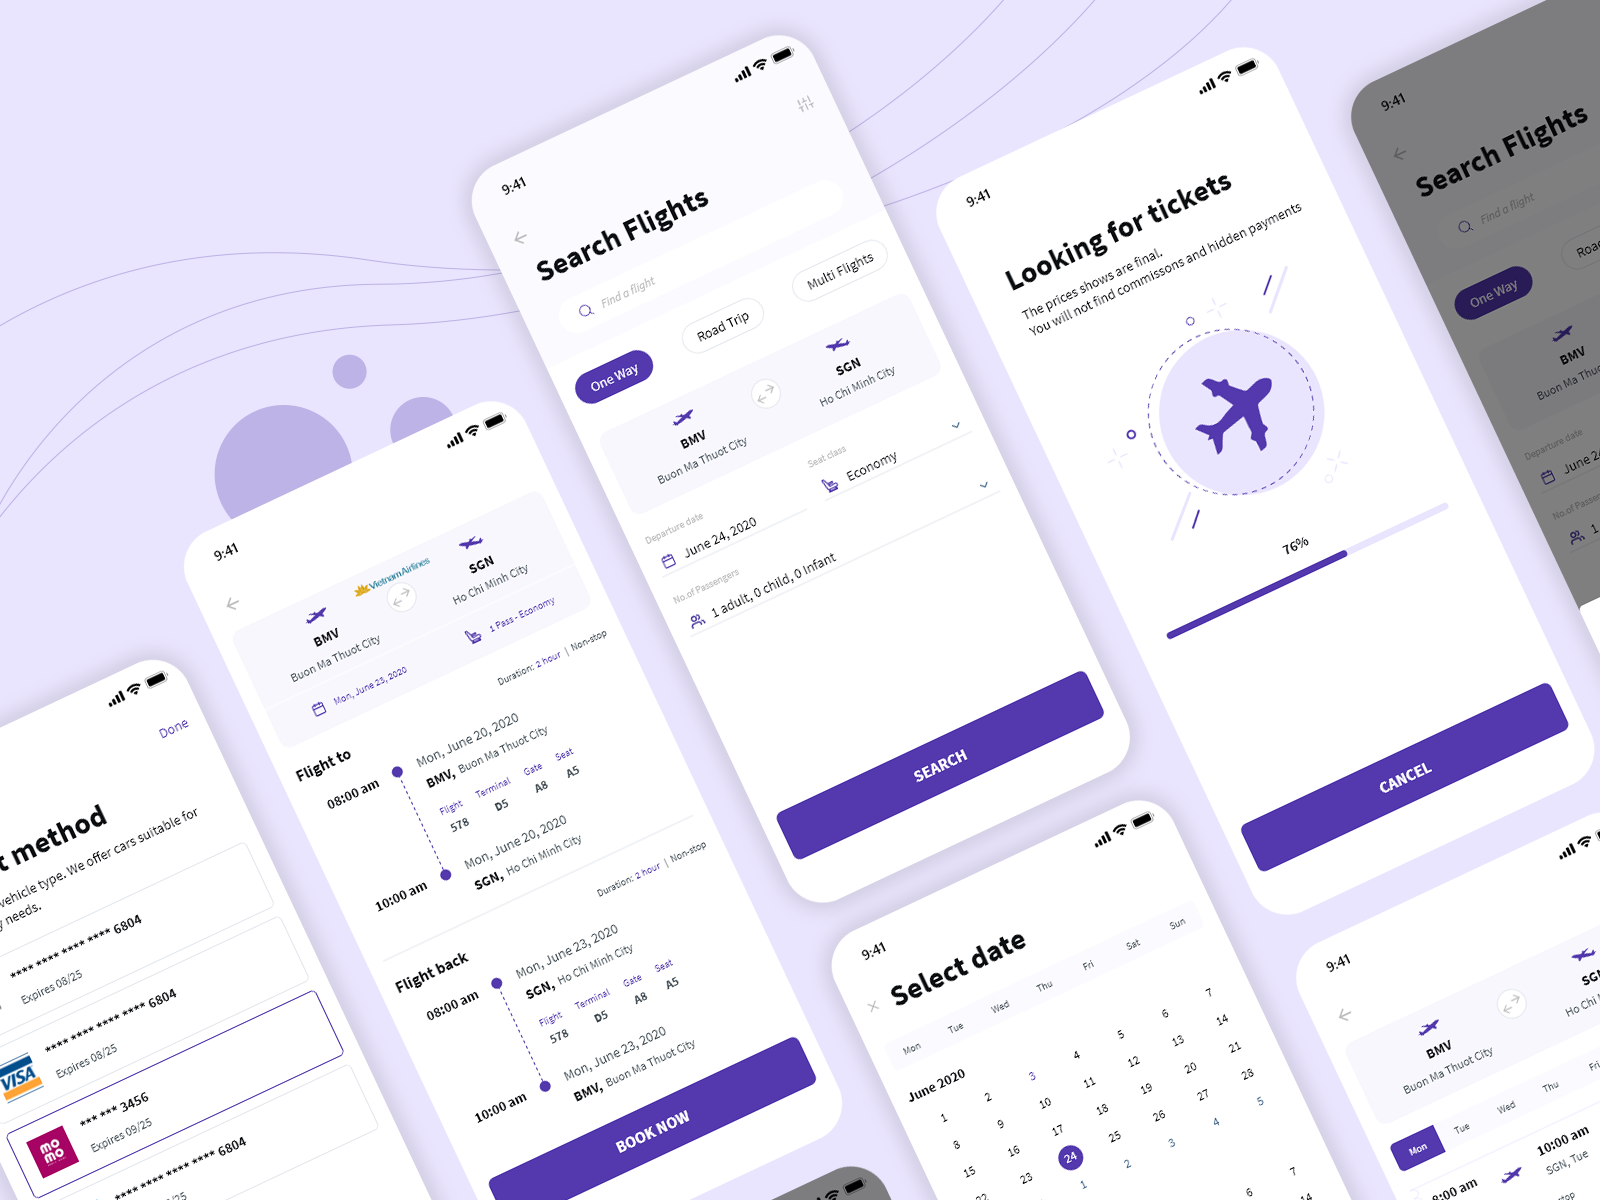 Done
method
vehicle type. We offer cars suitable for
needs.
**** **** **** **** 6804
Expires 08/25
VISA
**** **** **** **** 6804
Expires 08/25
mo
mo
*** *** 3456
Expires 09/25
**** **** **** **** 6804
/25
9:41
VietnamAirlines
BMV
Buon Ma Thuot City
SGN
Ho Chi Minh City
Mon, June 23, 2020
1 Pass - Economy
Duration: 2 hour | Non-stop
Flight to
08:00 am
Mon, June 20, 2020
BMV, Buon Ma Thuot City
Flight Terminal Gate Seat
578 D5 A8 A5
10:00 am
Mon, June 20, 2020
SGN, Ho Chi Minh City
Duration: 2 hour | Non-stop
Flight back
08:00 am
Mon, June 23, 2020
SGN, Ho Chi Minh City
Flight Terminal Gate Seat
578 D5 A8 A5
10:00 am
Mon, June 23, 2020
BMV, Buon Ma Thuot City
BOOK NOW
9:41
Search Flights
Find a flight
One Way
Road Trip
Multi Flights
BMV
Buon Ma Thuot City
SGN
Ho Chi Minh City
Departure date
June 24, 2020
Seat class
Economy
No.of Passengers
1 adult, 0 child, 0 Infant
SEARCH
9:41
Looking for tickets
The prices shows are final.
You will not find commissons and hidden payments
76%
CANCEL
9:41
Select date
Mon Tue Wed Thu Fri Sat Sun
June 2020
1 2 3 4 5 6 7
8 9 10 11 12 13 14
15 16 17 18 19 20 21
22 23 24 25 26 27 28
1 2 3 4 5
6 7
14
9:41
Search Flights
Find a flight
One Way
Road
BMV
Buon Ma Thuot
Departure date
June 24
No.of Passengers
1
9:41
BMV
Buon Ma Thuot City
SGN
Ho Chi
Mon Tue Wed Thu Fri
8:00 am
10:00 am
SGN, Tue